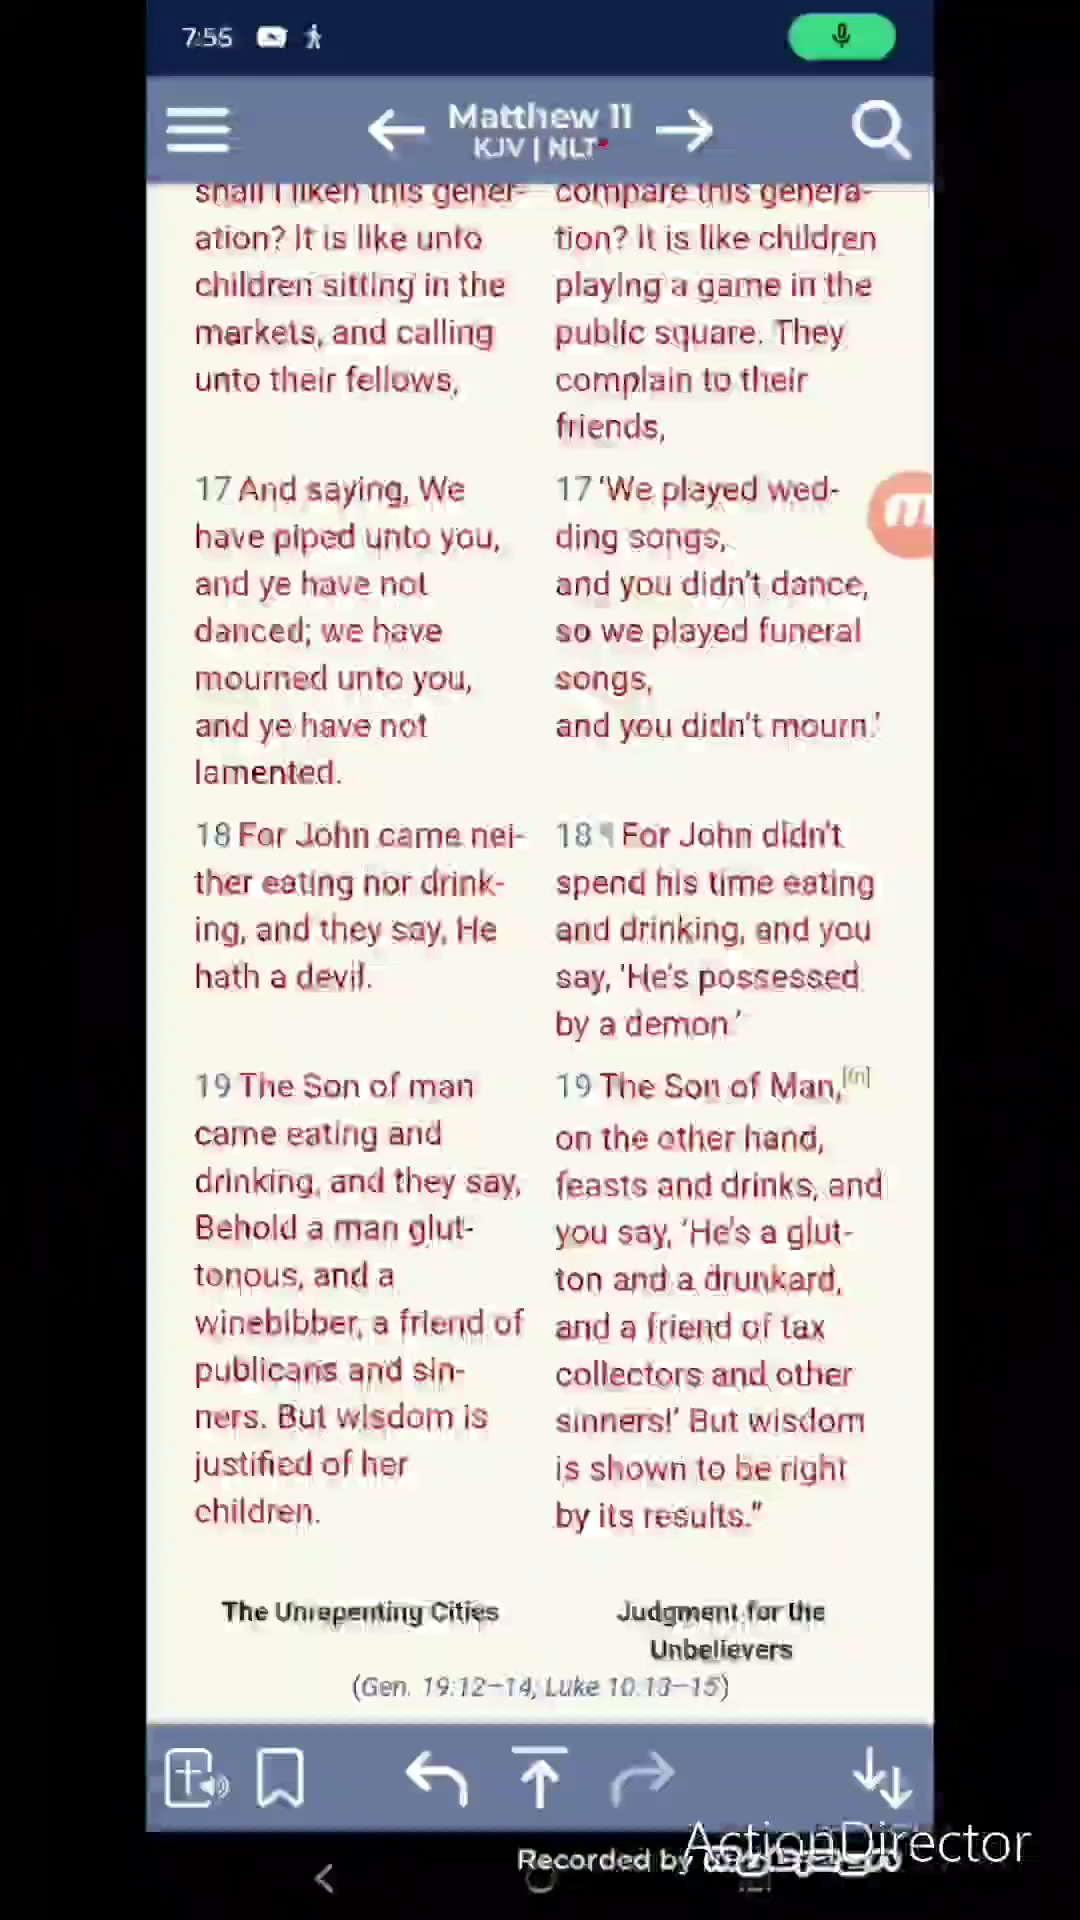 7:55
Matthew 11
KJV | NLT
shall I liken this gener-
ation? It is like unto
children sitting in the
markets, and calling
unto their fellows,
17 And saying, We
have piped unto you,
and ye have not
danced; we have
mourned unto you,
and ye have not
lamented.
18 For John came nei-
ther eating nor drink-
ing, and they say, He
hath a devil.
19 The Son of man
came eating and
drinking, and they say,
Behold a man glut-
tonous, and a
winebibber, a friend of
publicans and sin-
ners. But wisdom is
justified of her
children.
The Unrepenting Cities
compare this genera-
tion? It is like children
playing a game in the
public square. They
complain to their
friends,
17 ‘We played wed-
ding songs,
and you didn’t dance,
so we played funeral
songs,
and you didn’t mourn.’
18 ¶ For John didn’t
spend his time eating
and drinking, and you
say, ‘He’s possessed
by a demon.’
19 The Son of Man,[fn]
on the other hand,
feasts and drinks, and
you say, ‘He’s a glut-
ton and a drunkard,
and a friend of tax
collectors and other
sinners!’ But wisdom
is shown to be right
by its results.”
Judgment for the
Unbelievers
(Gen. 19:12–14; Luke 10:13–15)
ActionDirector
Recorded by